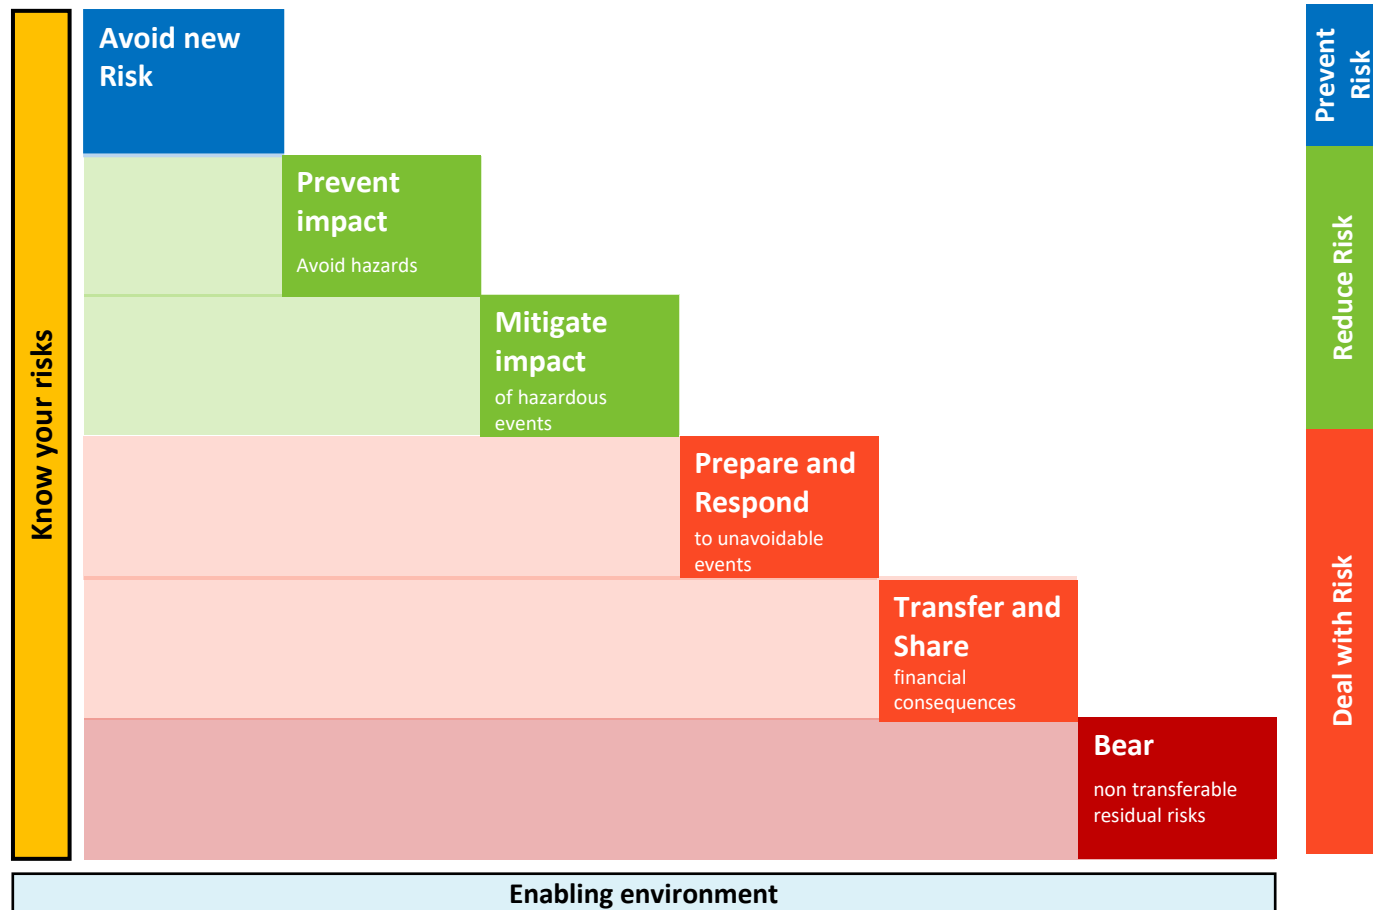 Know your risks
Avoid new
Risk
Prevent
impact
Avoid hazards
Mitigate
impact
of hazardous
events
Prepare and
Respond
to unavoidable
events
Transfer and
Share
financial
consequences
Bear
non transferable
residual risks
Enabling environment
Prevent
Risk
Reduce Risk
Deal with Risk